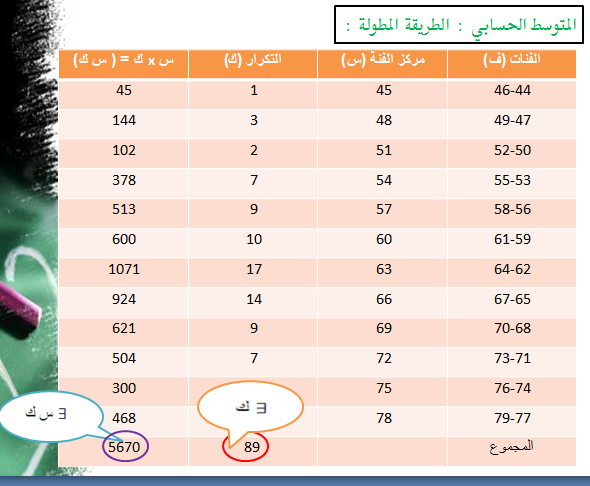 المتوسط الحسابي : الطريقة المطولة :
الفئات (ف) مركز الفئة (س) التكرار (ك) س x ك = ( س ك)
46-44 45 1 45
49-47 48 3 144
52-50 51 2 102
55-53 54 7 378
58-56 57 9 513
61-59 60 10 600
64-62 63 17 1071
67-65 66 14 924
70-68 69 9 621
73-71 72 7 504
76-74 75 300
79-77 78 468
المجموع 89 5670
∃ ك
∃ س ك